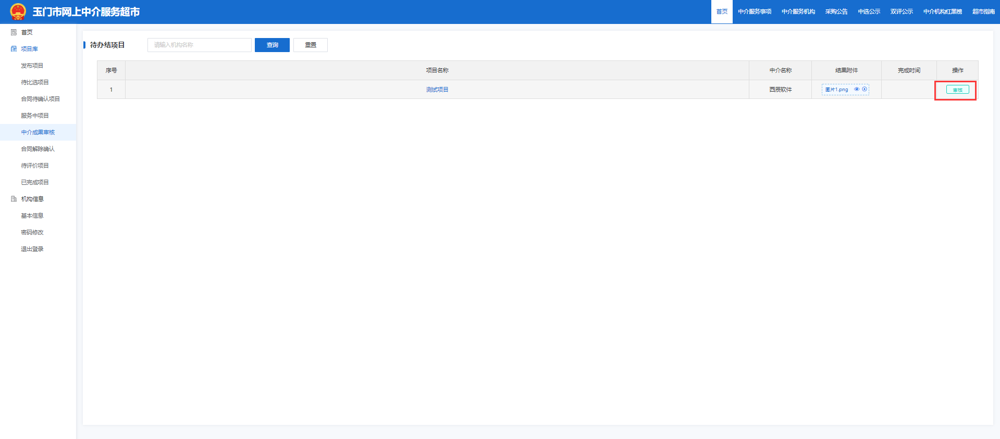 玉门市网上中介服务超市
首页 中介服务事项 中介服务机构 采购公告 中选公示 双评公示 中介机构红黑榜 超市指南
首页
项目库
发布项目
待比选项目
合同待确认项目
服务中项目
中介成果审核
合同解除确认
待评价项目
已完成项目
机构信息
基本信息
密码修改
退出登录
待办结项目 请输入机构名称 查询 重置
序号 项目名称 中介名称 结果附件 完成时间 操作
1 测试项目 西辰软件 图片1.png 审核